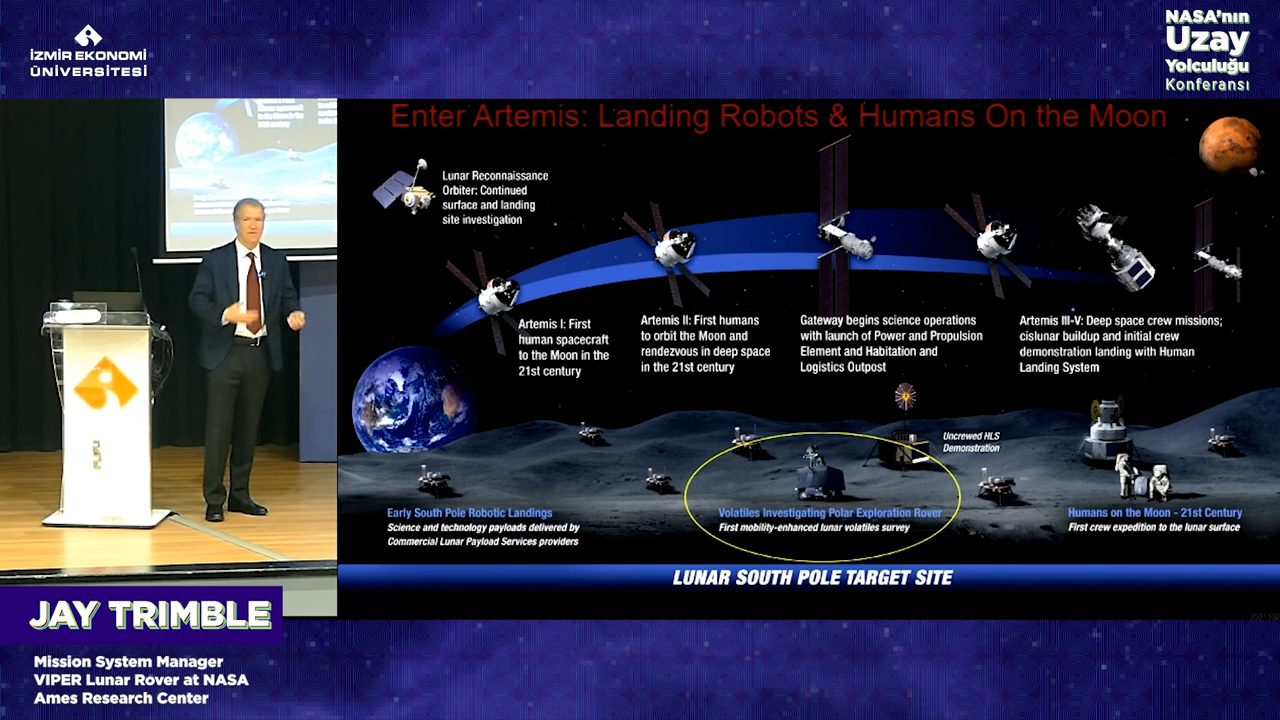 İZMİR EKONOMİ
ÜNİVERSİTESİ
NASA'nın
Uzay
Yolculuğu
Konferansı
Enter Artemis: Landing Robots & Humans On the Moon
Lunar Reconnaissance
Orbiter: Continued
surface and landing
site investigation
Artemis I: First
human spacecraft
to the Moon in the
21st century
Artemis II: First humans
to orbit the Moon and
rendezvous in deep space
in the 21st century
Gateway begins science operations
with launch of Power and Propulsion
Element and Habitation and
Logistics Outpost
Artemis III-V: Deep space crew missions;
cislunar buildup and initial crew
demonstration landing with Human
Landing System
Uncrewed HLS
Demonstration
Early South Pole Robotic Landings
Science and technology payloads delivered by
Commercial Lunar Payload Services providers
Volatiles Investigating Polar Exploration Rover
First mobility-enhanced lunar volatiles survey
Humans on the Moon - 21st Century
First crew expedition to the lunar surface
LUNAR SOUTH POLE TARGET SITE
JAY TRIMBLE
Mission System Manager
VIPER Lunar Rover at NASA
Ames Research Center